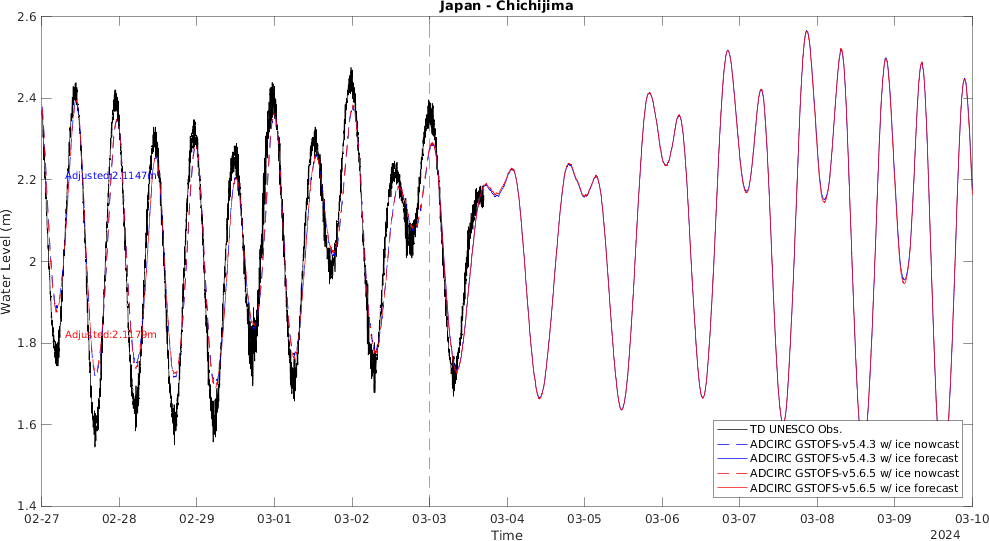 Japan - Chichijima
2.6
2.4
2.2
2
1.8
1.6
1.4
Water Level (m)
Adjusted:2.1147m
Adjusted:2.1179m
TD UNESCO Obs.
ADCIRC GSTOFS-v5.4.3 w/ ice nowcast
ADCIRC GSTOFS-v5.4.3 w/ ice forecast
ADCIRC GSTOFS-v5.6.5 w/ ice nowcast
ADCIRC GSTOFS-v5.6.5 w/ ice forecast
02-27 02-28 02-29 03-01 03-02 03-03 03-04 03-05 03-06 03-07 03-08 03-09 03-10
Time
2024